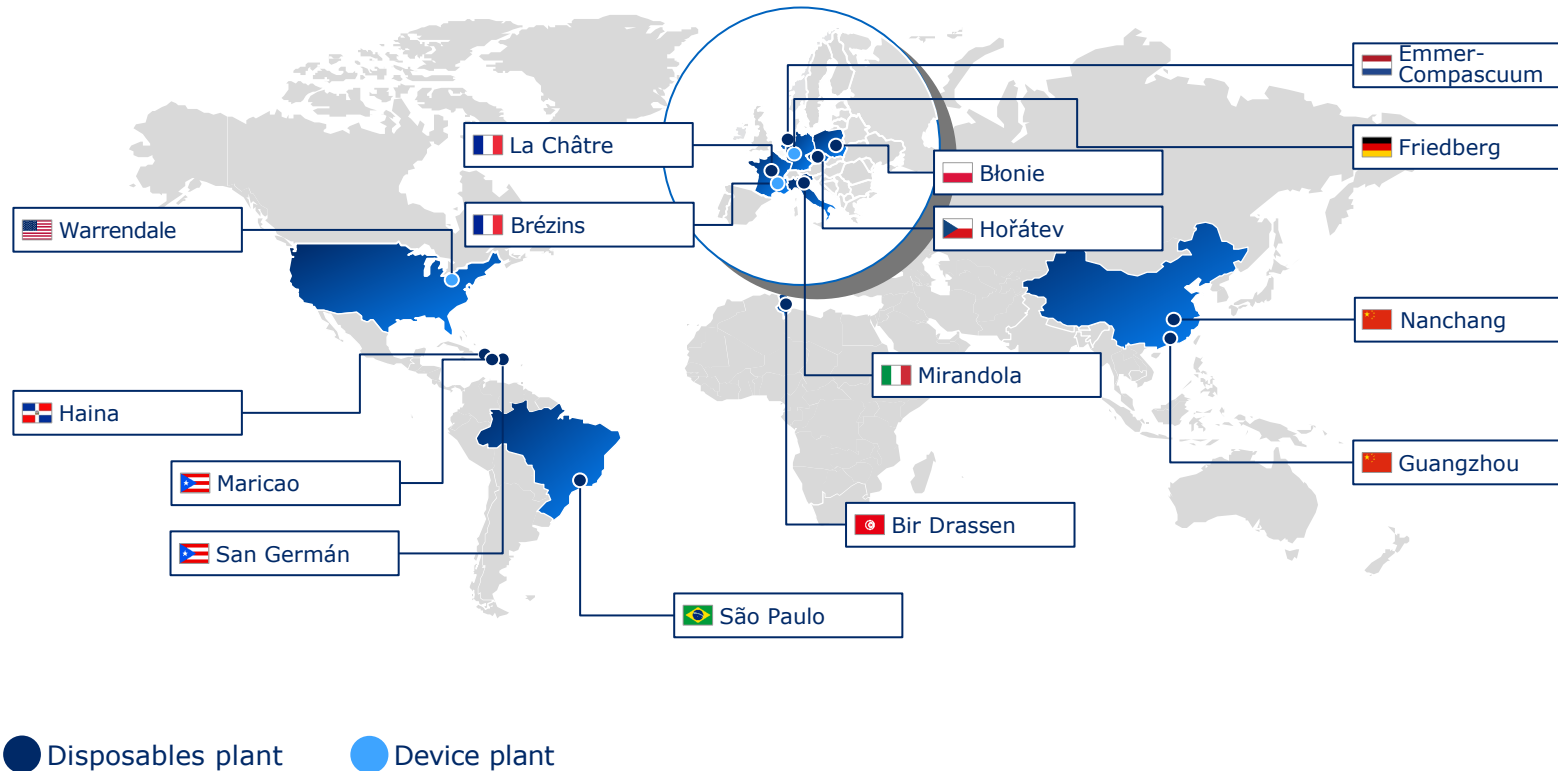 Emmer-
Compascuum
La Châtre
Friedberg
Błonie
Brézins
Hořátev
Warrendale
Nanchang
Mirandola
Haina
Guangzhou
Maricao
Bir Drassen
San Germán
São Paulo
Disposables plant
Device plant